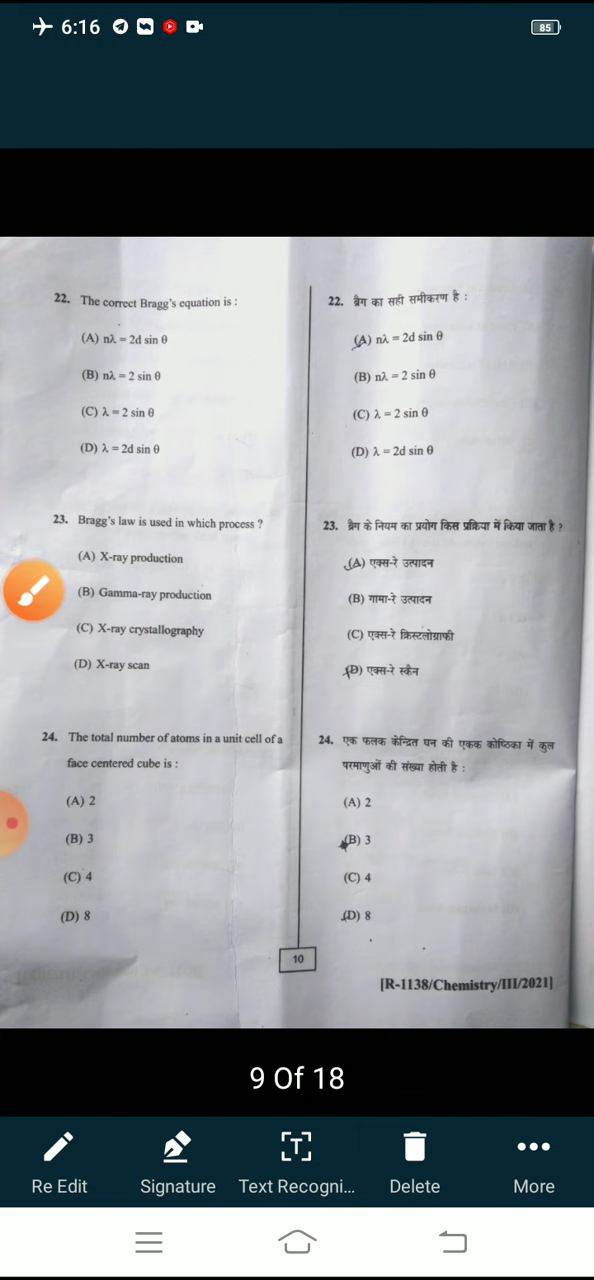 6:16
85
22. The correct Bragg's equation is :
(A) nλ = 2d sin θ
(B) nλ = 2 sin θ
(C) λ = 2 sin θ
(D) λ = 2d sin θ
23. Bragg's law is used in which process ?
(A) X-ray production
(B) Gamma-ray production
(C) X-ray crystallography
(D) X-ray scan
24. The total number of atoms in a unit cell of a
face centered cube is :
(A) 2
(B) 3
(C) 4
(D) 8
22. ब्रैग का सही समीकरण है :
(A) nλ = 2d sin θ
(B) nλ = 2 sin θ
(C) λ = 2 sin θ
(D) λ = 2d sin θ
23. ब्रैग के नियम का प्रयोग किस प्रक्रिया में किया जाता है ?
(A) एक्स-रे उत्पादन
(B) गामा-रे उत्पादन
(C) एक्स-रे क्रिस्टलोग्राफी
(D) एक्स-रे स्कैन
24. एक फलक केन्द्रित घन की एकक कोष्ठिका में कुल
परमाणुओं की संख्या होती है :
(A) 2
(B) 3
(C) 4
(D) 8
10
[R-1138/Chemistry/III/2021]
9 Of 18
Re Edit
Signature
Text Recogni...
Delete
More